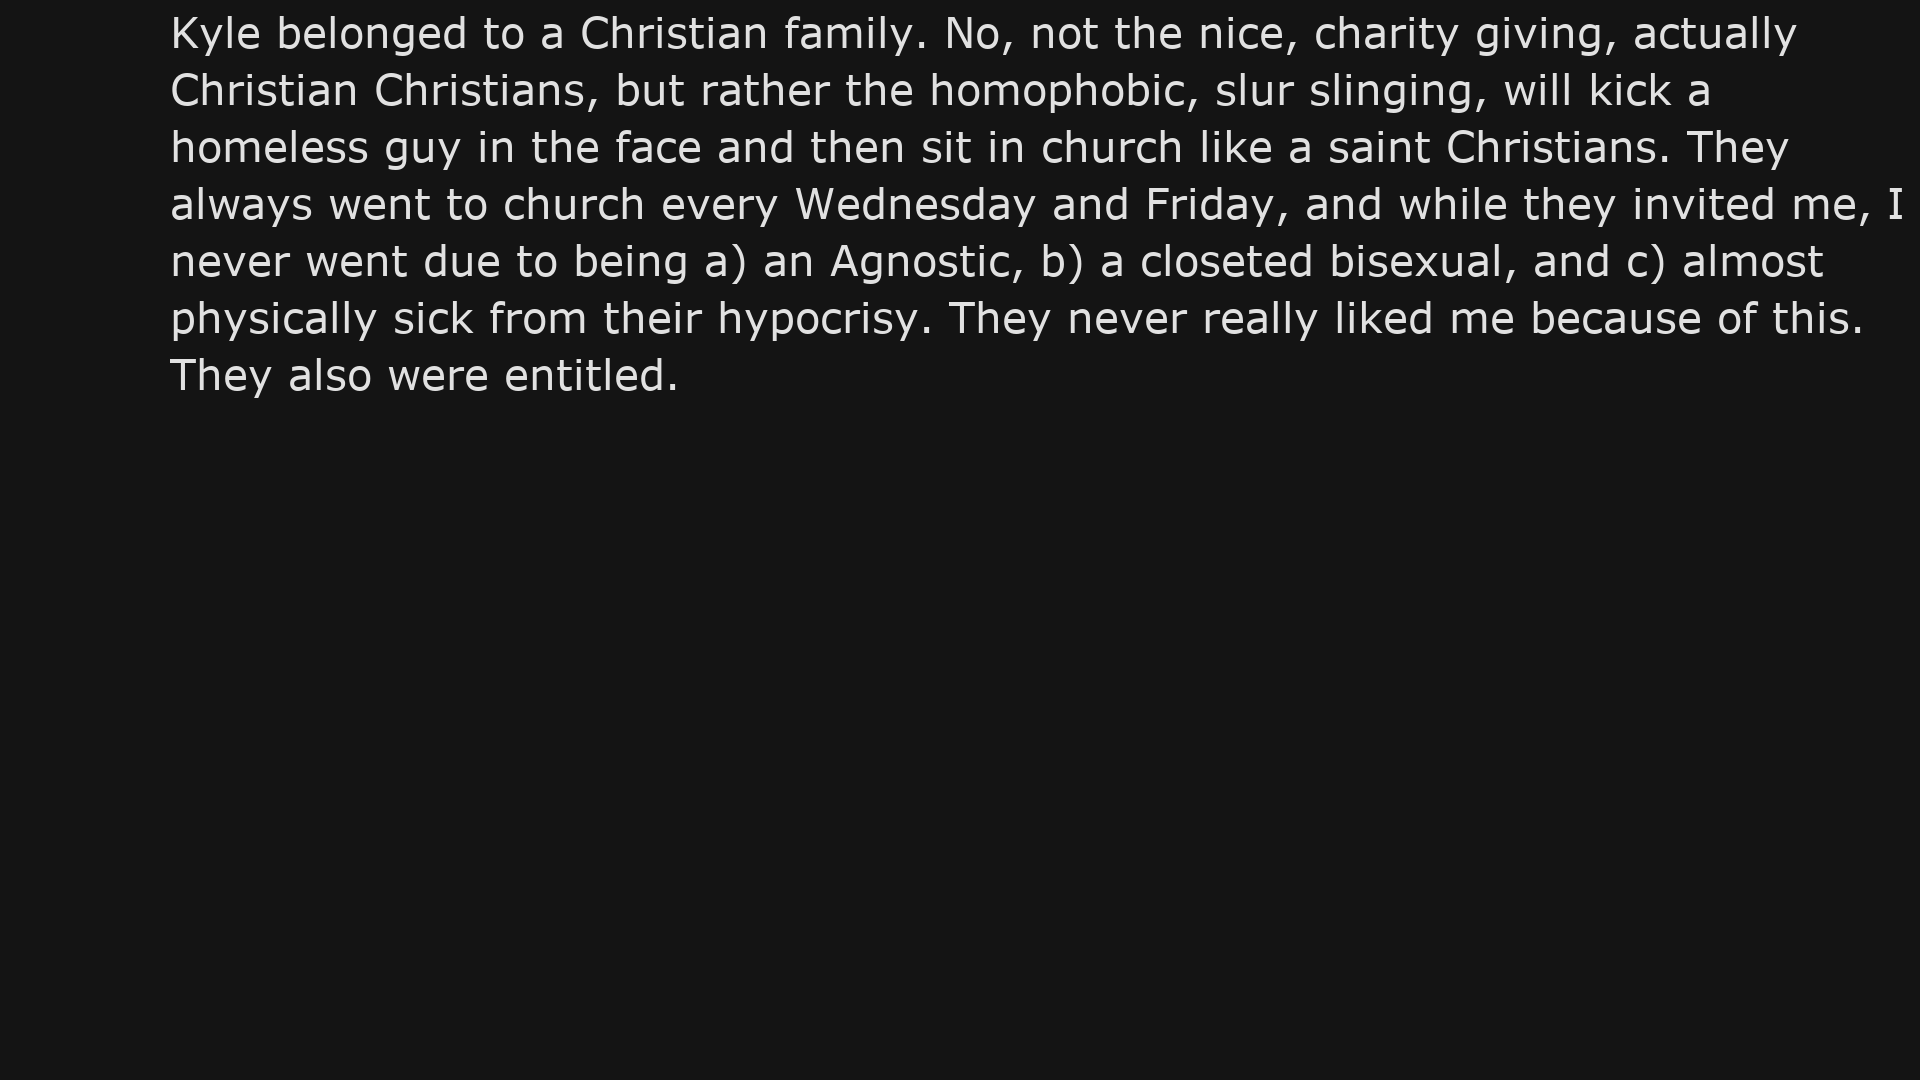 Kyle belonged to a Christian family. No, not the nice, charity giving, actually
Christian Christians, but rather the homophobic, slur slinging, will kick a
homeless guy in the face and then sit in church like a saint Christians. They
always went to church every Wednesday and Friday, and while they invited me, I
never went due to being a) an Agnostic, b) a closeted bisexual, and c) almost
physically sick from their hypocrisy. They never really liked me because of this.
They also were entitled.